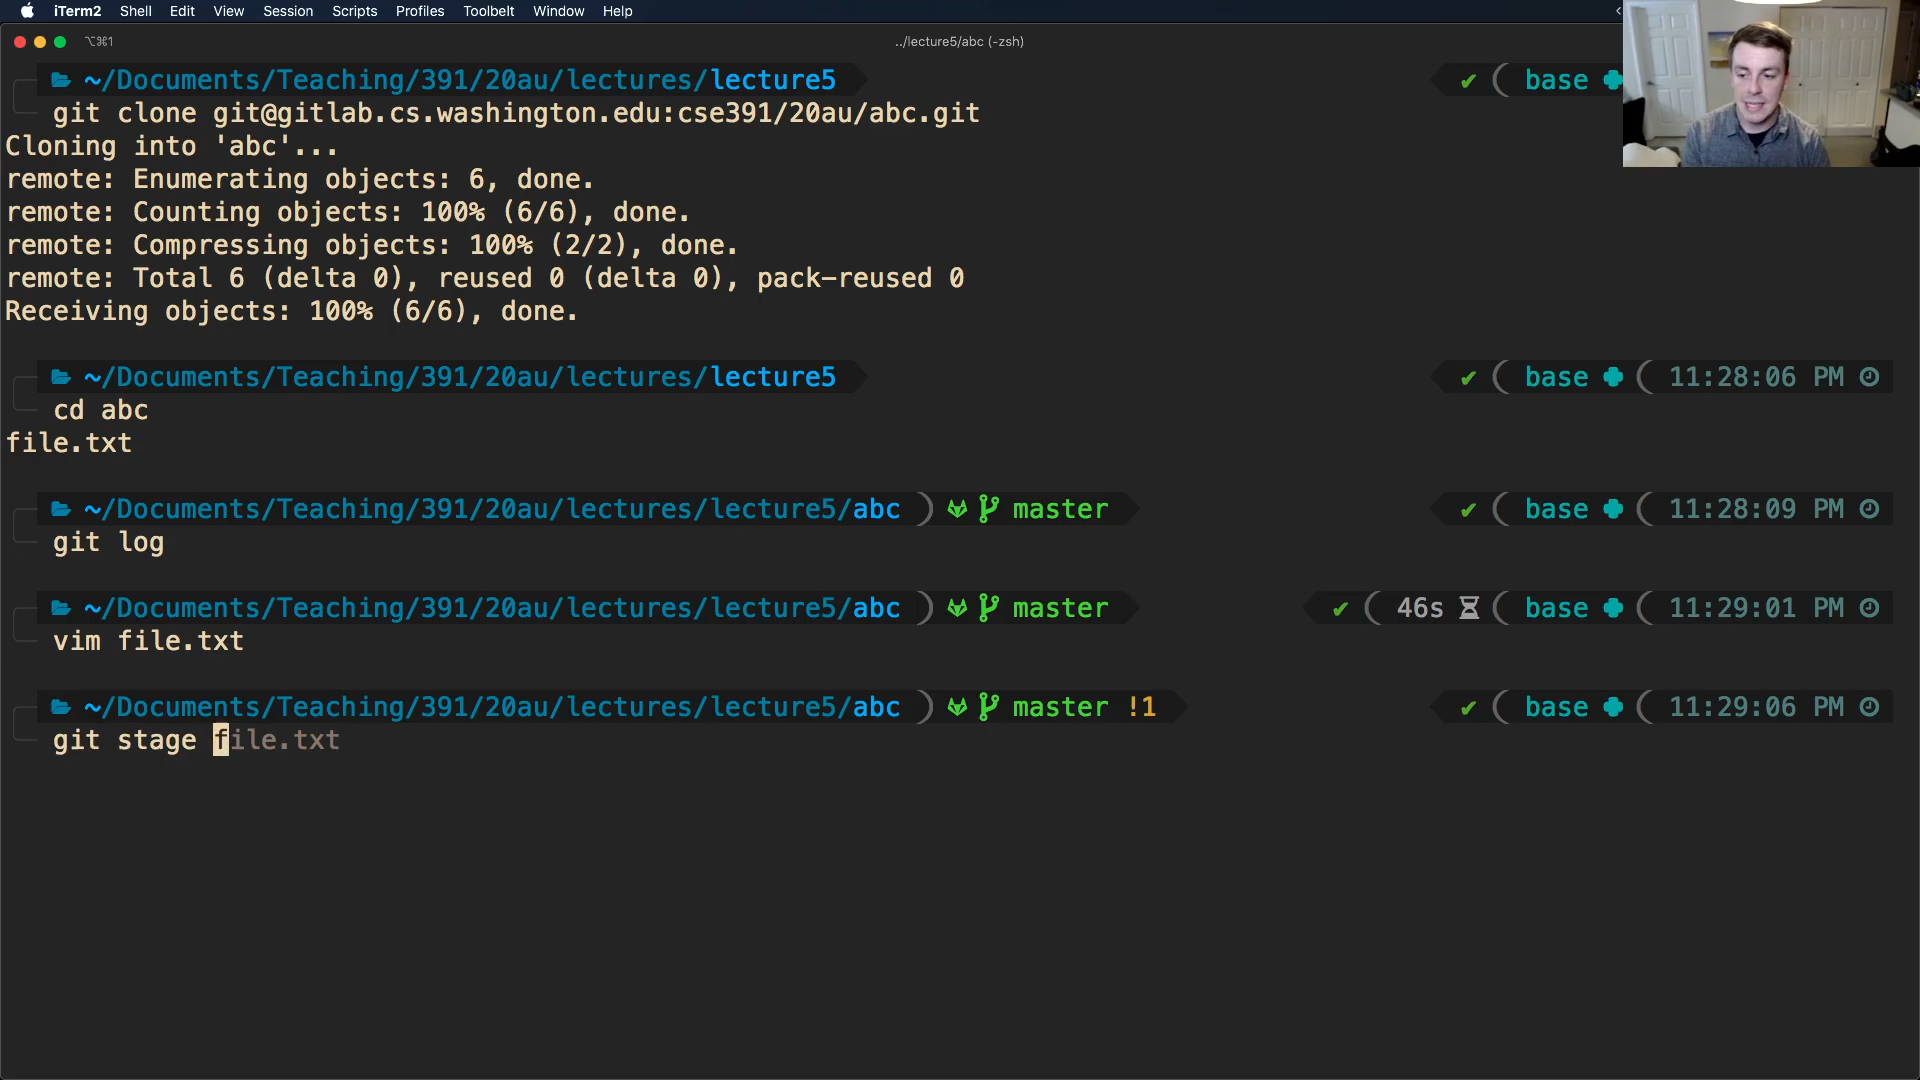 iTerm2 Shell Edit View Session Scripts Profiles Toolbelt Window Help
⌥⌘1 ../lecture5/abc (-zsh)
~/Documents/Teaching/391/20au/lectures/lecture5 ✔ base
git clone git@gitlab.cs.washington.edu:cse391/20au/abc.git
Cloning into 'abc'...
remote: Enumerating objects: 6, done.
remote: Counting objects: 100% (6/6), done.
remote: Compressing objects: 100% (2/2), done.
remote: Total 6 (delta 0), reused 0 (delta 0), pack-reused 0
Receiving objects: 100% (6/6), done.
~/Documents/Teaching/391/20au/lectures/lecture5 ✔ base 11:28:06 PM
cd abc
file.txt
~/Documents/Teaching/391/20au/lectures/lecture5/abc master ✔ base 11:28:09 PM
git log
~/Documents/Teaching/391/20au/lectures/lecture5/abc master ✔ 46s base 11:29:01 PM
vim file.txt
~/Documents/Teaching/391/20au/lectures/lecture5/abc master !1 ✔ base 11:29:06 PM
git stage file.txt